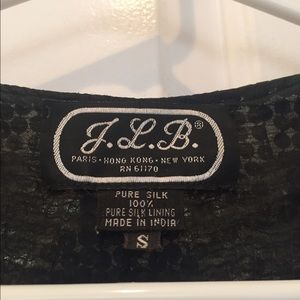 J.L.B.®
PARIS · HONG KONG · NEW YORK
RN 61170
PURE SILK
100%
PURE SILK LINING
MADE IN INDIA
S